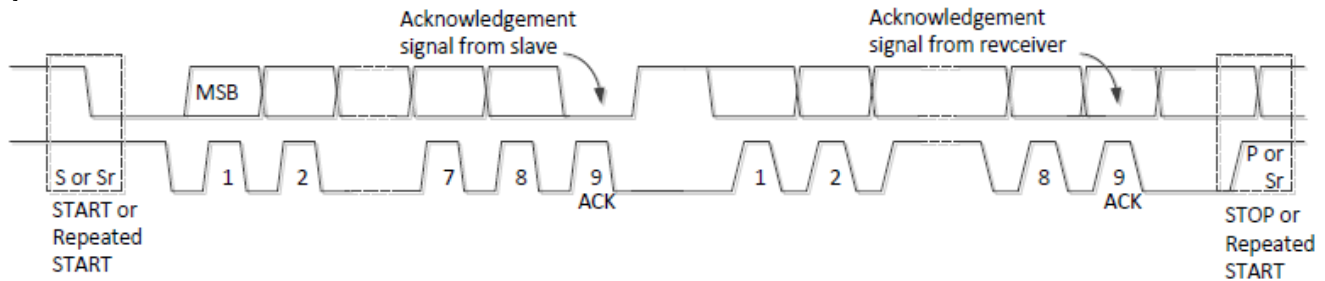 Acknowledgement
signal from slave
Acknowledgement
signal from revceiver
MSB
S or Sr
1
2
7
8
9
ACK
1
2
8
9
ACK
P or
Sr
START or
Repeated
START
STOP or
Repeated
START